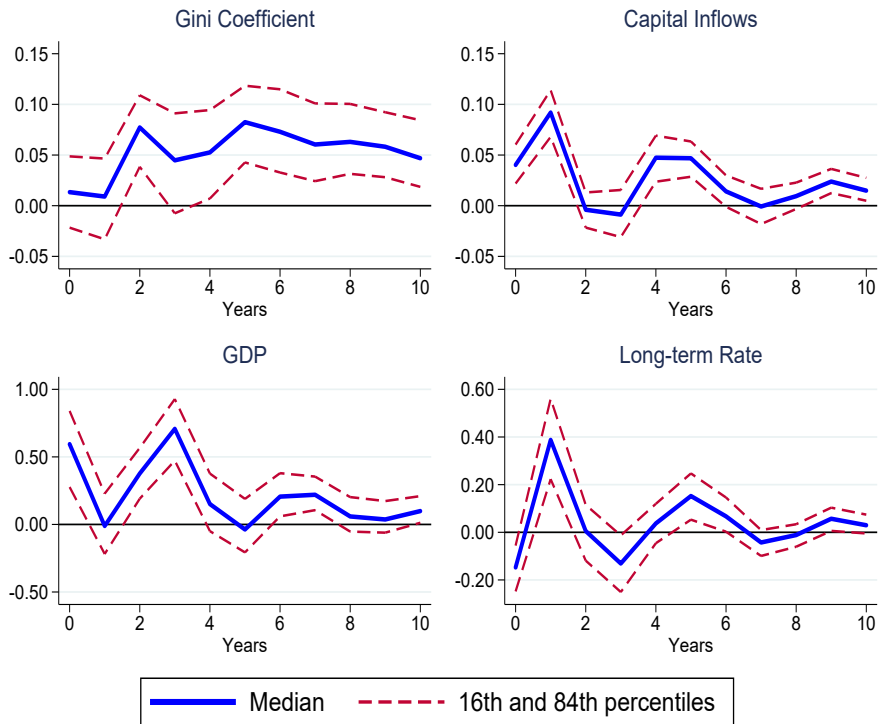 Gini Coefficient
0.15
0.10
0.05
0.00
-0.05
0 2 4 6 8 10
Years
Capital Inflows
0.15
0.10
0.05
0.00
-0.05
0 2 4 6 8 10
Years
GDP
1.00
0.50
0.00
-0.50
0 2 4 6 8 10
Years
Long-term Rate
0.60
0.40
0.20
0.00
-0.20
0 2 4 6 8 10
Years
Median 16th and 84th percentiles